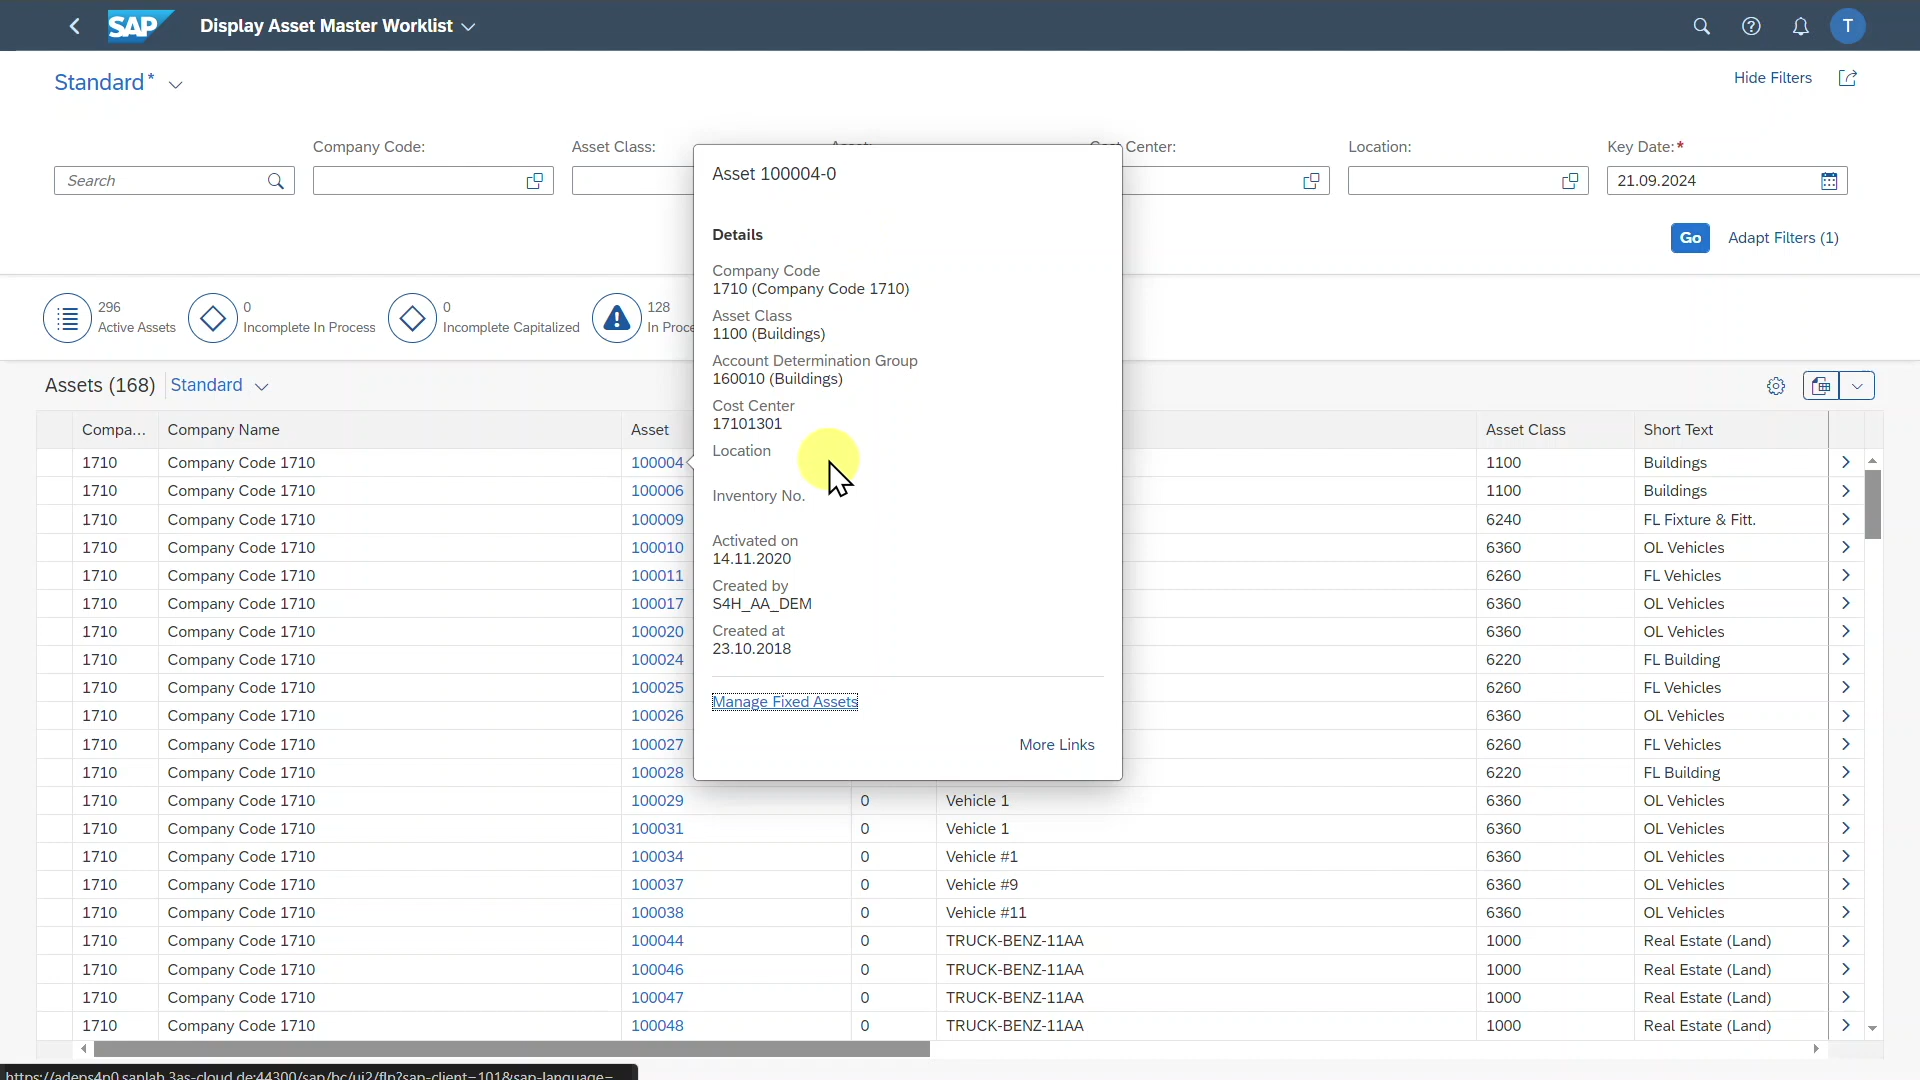 SAP Display Asset Master Worklist T
Standard* Hide Filters
Company Code: Asset Class: Center: Location: Key Date:*
Search 21.09.2024
Go Adapt Filters (1)
296 Active Assets
0 Incomplete In Process
0 Incomplete Capitalized
128 In Proce
Assets (168) Standard
Compa... Company Name Asset Asset Class Short Text
1710 Company Code 1710 100004 1100 Buildings
1710 Company Code 1710 100006 1100 Buildings
1710 Company Code 1710 100009 6240 FL Fixture & Fitt.
1710 Company Code 1710 100010 6360 OL Vehicles
1710 Company Code 1710 100011 6260 FL Vehicles
1710 Company Code 1710 100017 6360 OL Vehicles
1710 Company Code 1710 100020 6360 OL Vehicles
1710 Company Code 1710 100024 6220 FL Building
1710 Company Code 1710 100025 6260 FL Vehicles
1710 Company Code 1710 100026 6360 OL Vehicles
1710 Company Code 1710 100027 6260 FL Vehicles
1710 Company Code 1710 100028 6220 FL Building
1710 Company Code 1710 100029 0 Vehicle 1 6360 OL Vehicles
1710 Company Code 1710 100031 0 Vehicle 1 6360 OL Vehicles
1710 Company Code 1710 100034 0 Vehicle #1 6360 OL Vehicles
1710 Company Code 1710 100037 0 Vehicle #9 6360 OL Vehicles
1710 Company Code 1710 100038 0 Vehicle #11 6360 OL Vehicles
1710 Company Code 1710 100044 0 TRUCK-BENZ-11AA 1000 Real Estate (Land)
1710 Company Code 1710 100046 0 TRUCK-BENZ-11AA 1000 Real Estate (Land)
1710 Company Code 1710 100047 0 TRUCK-BENZ-11AA 1000 Real Estate (Land)
1710 Company Code 1710 100048 0 TRUCK-BENZ-11AA 1000 Real Estate (Land)
Asset 100004-0
Details
Company Code
1710 (Company Code 1710)
Asset Class
1100 (Buildings)
Account Determination Group
160010 (Buildings)
Cost Center
17101301
Location
Inventory No.
Activated on
14.11.2020
Created by
S4H_AA_DEM
Created at
23.10.2018
Manage Fixed Assets
More Links